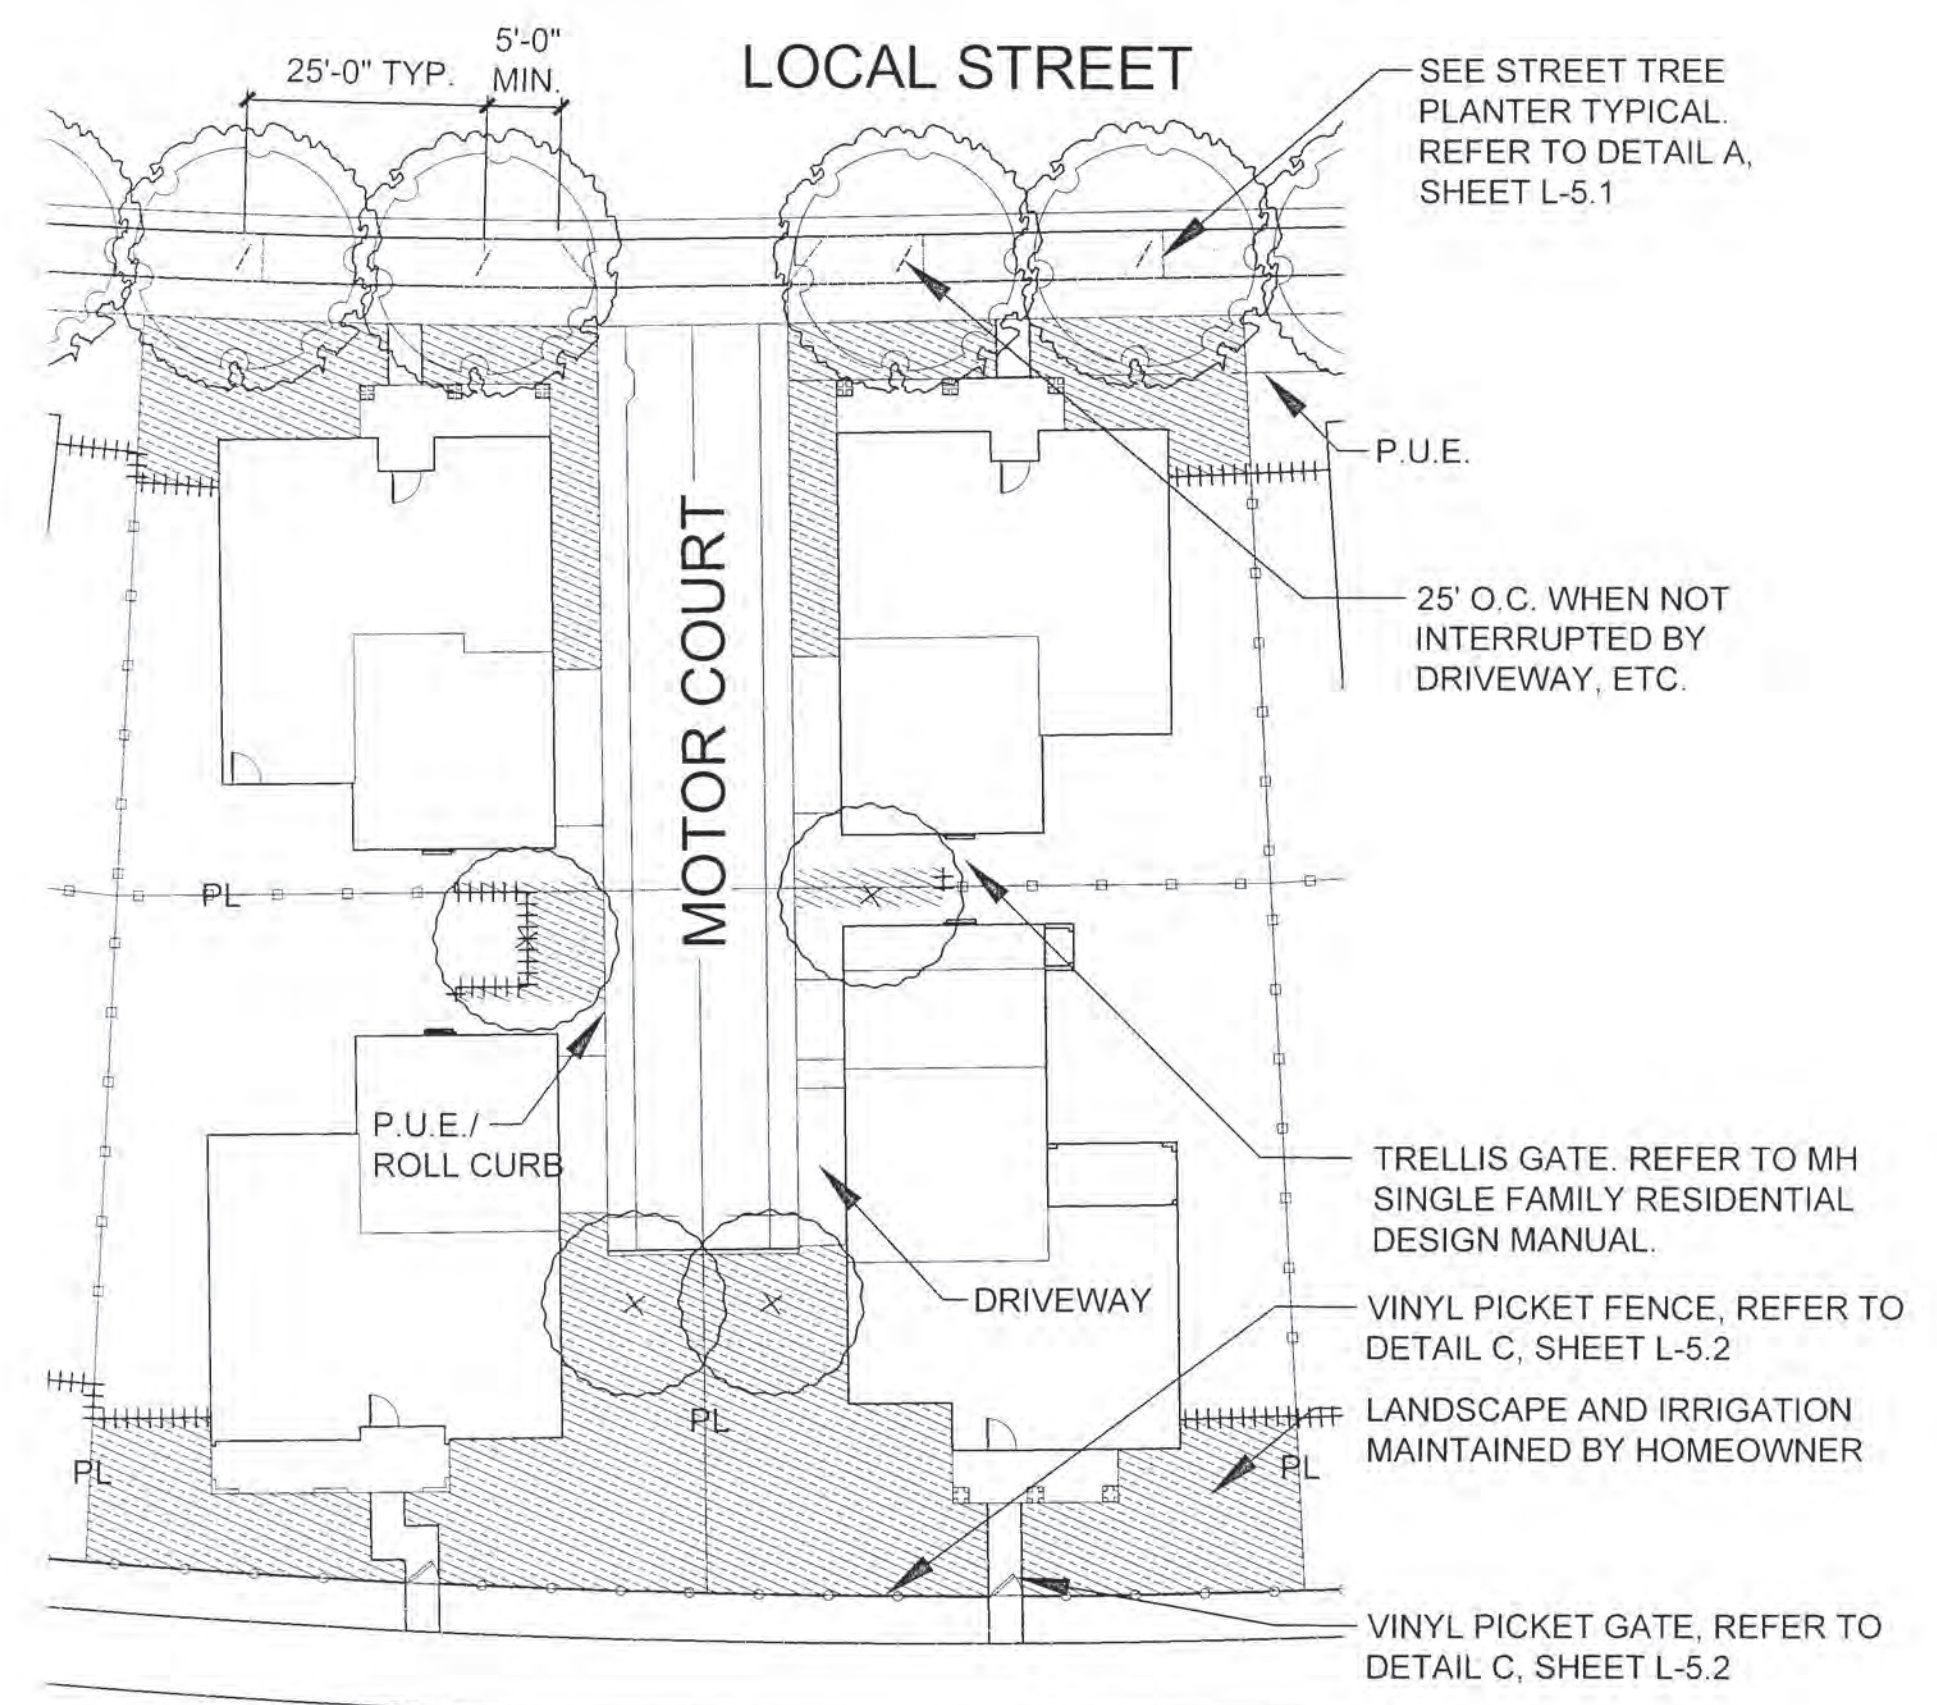 5'-0"
MIN.
25'-0" TYP.
LOCAL STREET
SEE STREET TREE
PLANTER TYPICAL.
REFER TO DETAIL A,
SHEET L-5.1
P.U.E.
25' O.C. WHEN NOT
INTERRUPTED BY
DRIVEWAY, ETC.
MOTOR COURT
PL
P.U.E./
ROLL CURB
TRELLIS GATE. REFER TO MH
SINGLE FAMILY RESIDENTIAL
DESIGN MANUAL.
DRIVEWAY
VINYL PICKET FENCE, REFER TO
DETAIL C, SHEET L-5.2
LANDSCAPE AND IRRIGATION
MAINTAINED BY HOMEOWNER
PL
PL
PL
VINYL PICKET GATE, REFER TO
DETAIL C, SHEET L-5.2